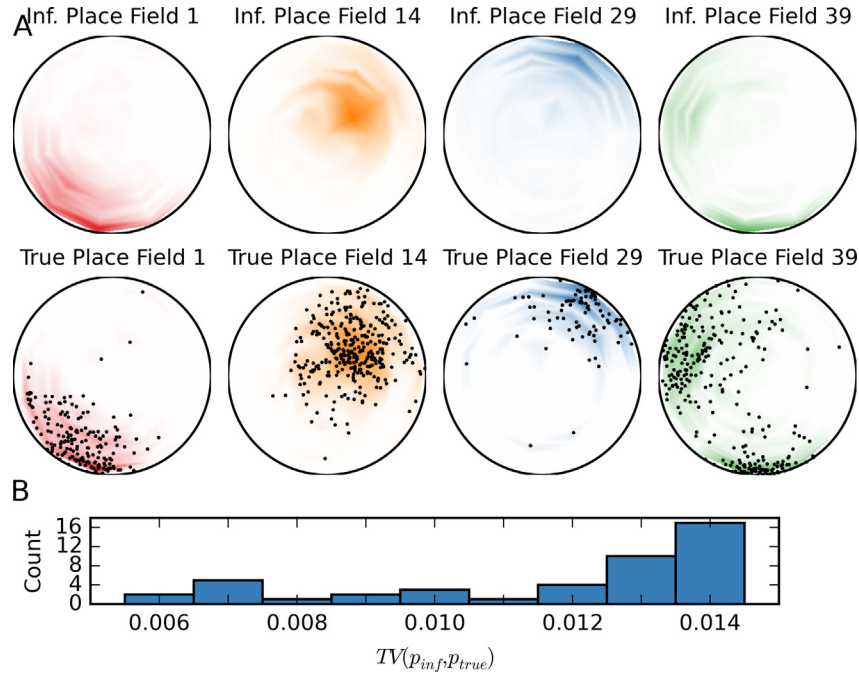 A
Inf. Place Field 1 Inf. Place Field 14 Inf. Place Field 29 Inf. Place Field 39
True Place Field 1 True Place Field 14 True Place Field 29 True Place Field 39
B
Count
16
12
8
4
0
0.006 0.008 0.010 0.012 0.014
TV(p_inf,p_true)